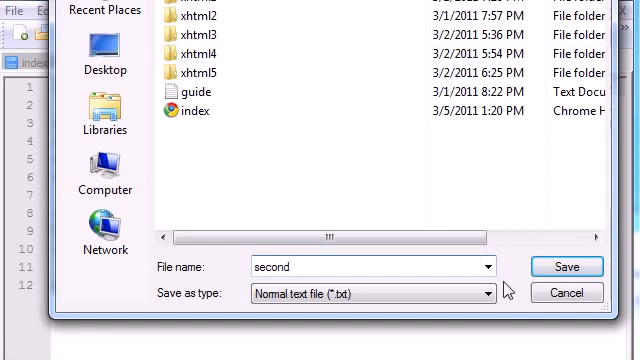 File Edit
Recent Places
xhtml2 3/1/2011 7:57 PM File folder
xhtml3 3/2/2011 5:36 PM File folder
xhtml4 3/2/2011 5:54 PM File folder
Desktop
xhtml5 3/2/2011 6:25 PM File folder
guide 3/1/2011 8:22 PM Text Docu
index 3/5/2011 1:20 PM Chrome H
index
Libraries
Computer
Network
File name: second Save
Save as type: Normal text file (*.txt) Cancel
1
2
3
4
5
6
7
8
9
10
11
12